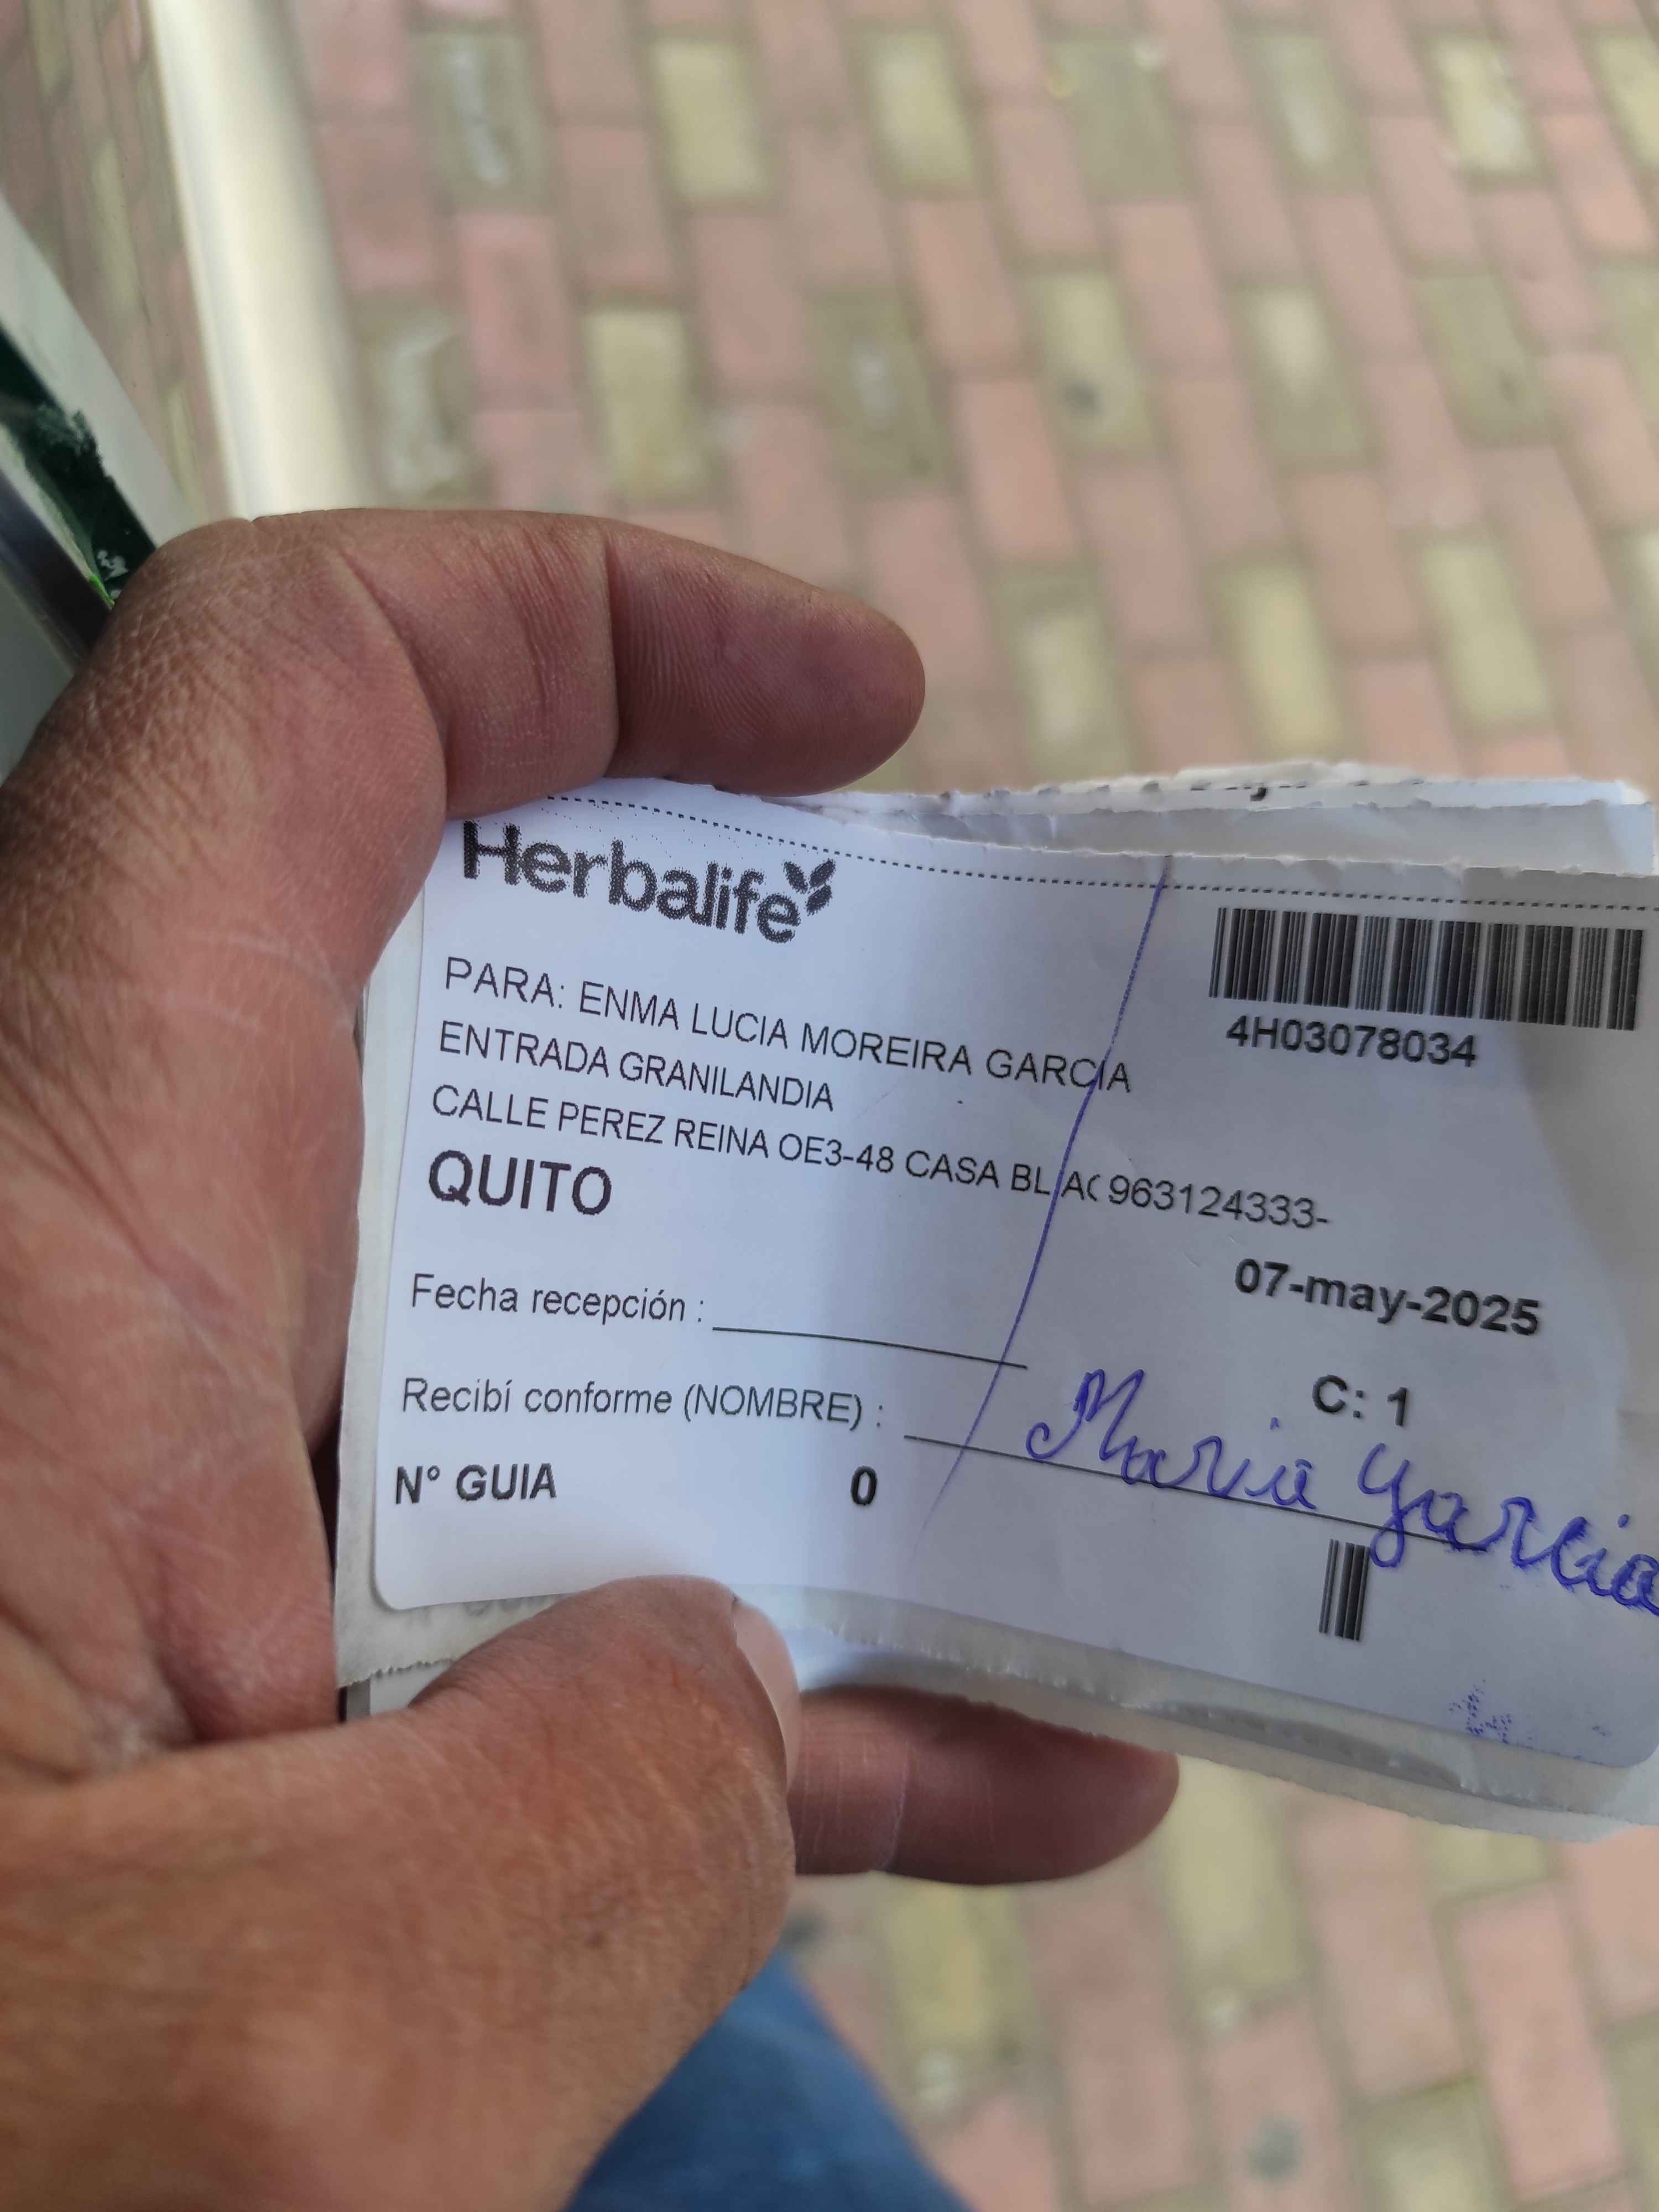 Herbalife
4H03078034
PARA: ENMA LUCIA MOREIRA GARCIA
ENTRADA GRANILANDIA
CALLE PEREZ REINA OE3-48 CASA BLAC 963124333-
QUITO
07-may-2025
Fecha recepción :
C: 1
Recibí conforme (NOMBRE) : Maria Garcia
N° GUIA 0